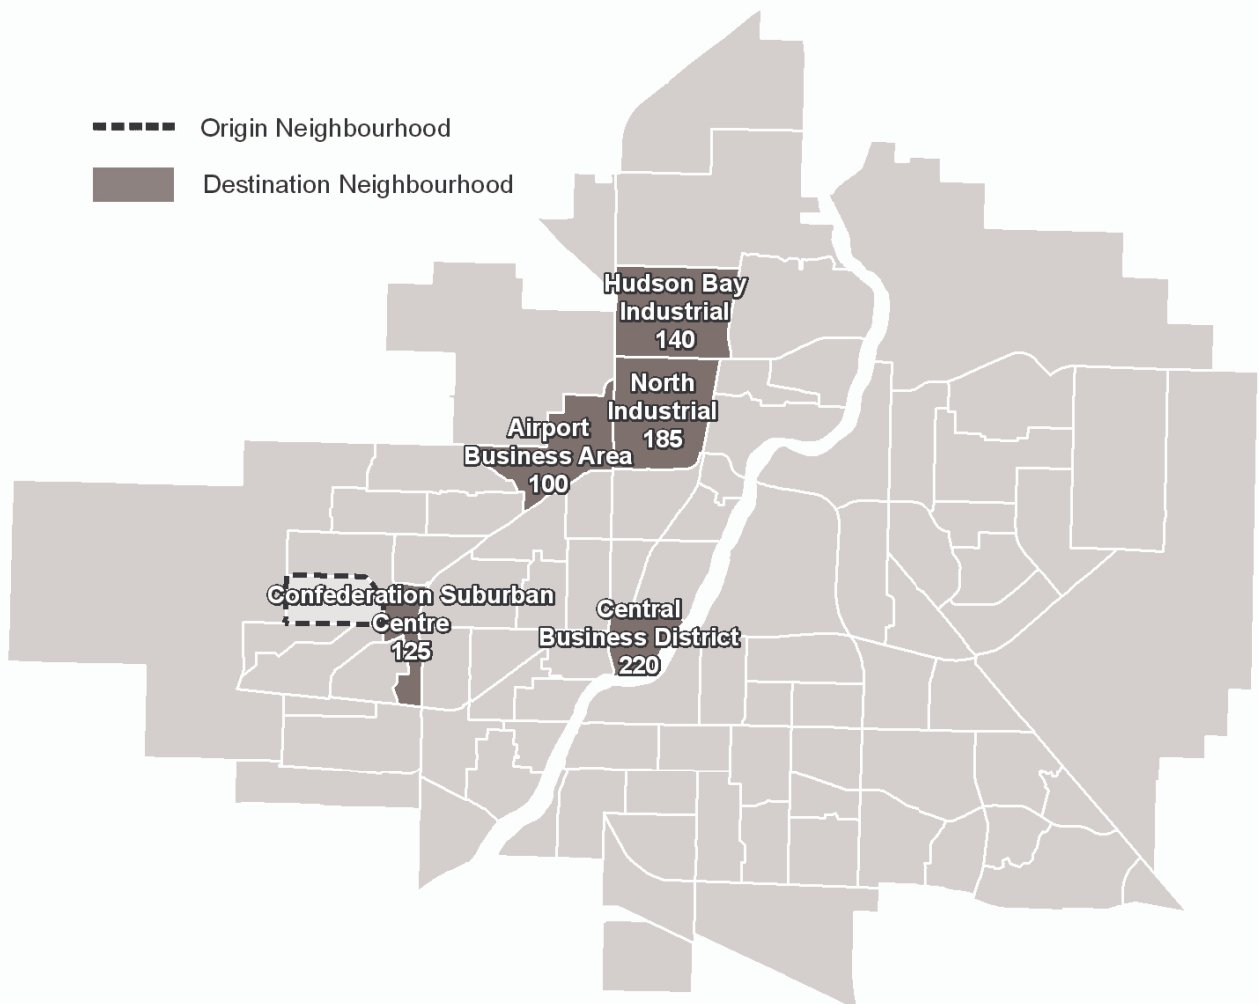 Origin Neighbourhood
Destination Neighbourhood
Hudson Bay
Industrial
140
North
Industrial
185
Airport
Business Area
100
Confederation Suburban
Centre
125
Central
Business District
220